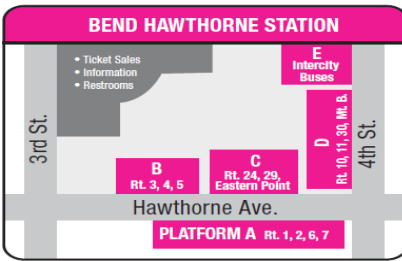 BEND HAWTHORNE STATION
• Ticket Sales
• Information
• Restrooms
E
Intercity
Buses
3rd St.
D
Rt. 10, 11, 30, Mt. B.
4th St.
B
Rt. 3, 4, 5
C
Rt. 24, 29,
Eastern Point
Hawthorne Ave.
PLATFORM A Rt. 1, 2, 6, 7